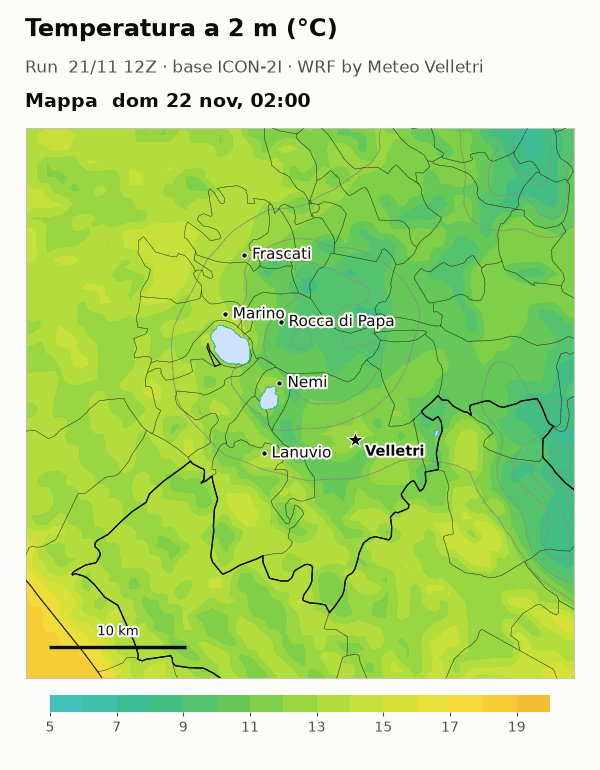 Temperatura a 2 m (°C)
Run  21/11 12Z · base ICON-2I · WRF by Meteo Velletri
Mappa  dom 22 nov, 02:00
Frascati
Marino
Rocca di Papa
Nemi
Velletri
Lanuvio
10 km
5 7 9 11 13 15 17 19